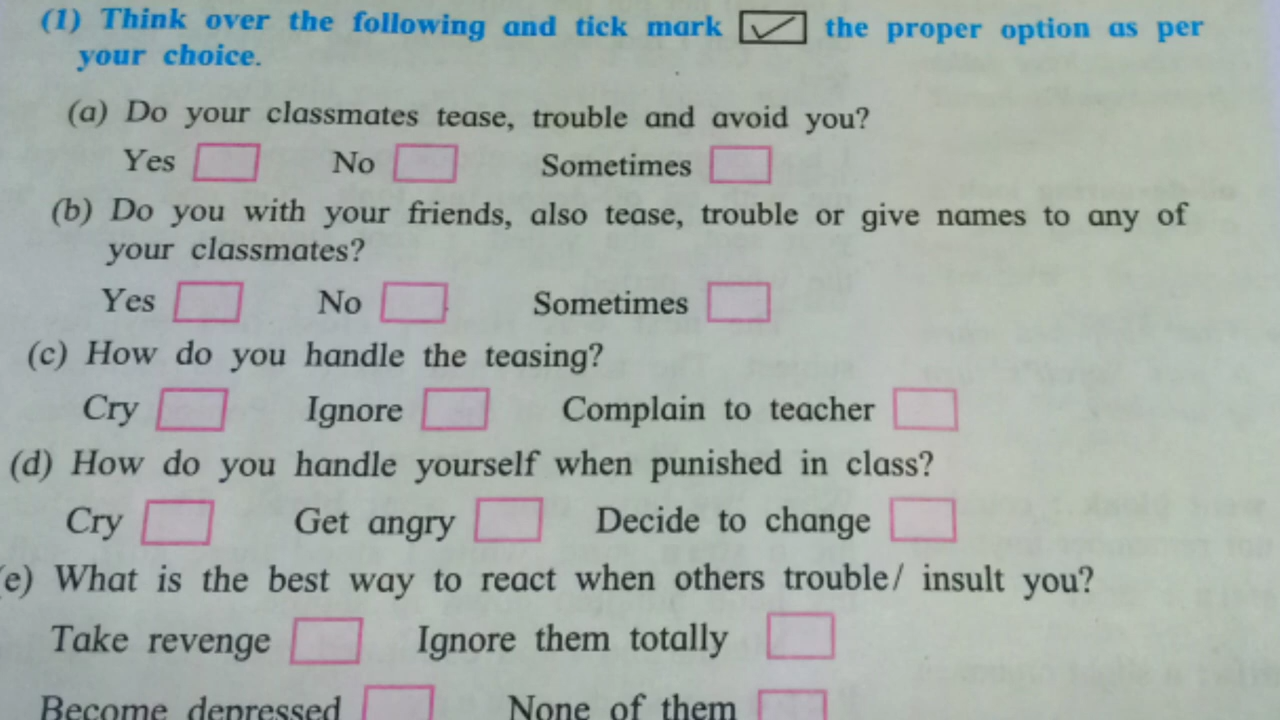 (1) Think over the following and tick mark ✓ the proper option as per
your choice.
(a) Do your classmates tease, trouble and avoid you?
Yes No Sometimes
(b) Do you with your friends, also tease, trouble or give names to any of
your classmates?
Yes No Sometimes
(c) How do you handle the teasing?
Cry Ignore Complain to teacher
(d) How do you handle yourself when punished in class?
Cry Get angry Decide to change
(e) What is the best way to react when others trouble/ insult you?
Take revenge Ignore them totally
Become depressed None of them